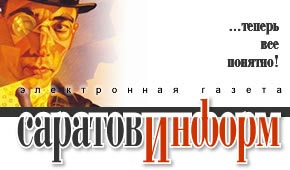 ...теперь
все
понятно!
электронная газета
саратовИнформ